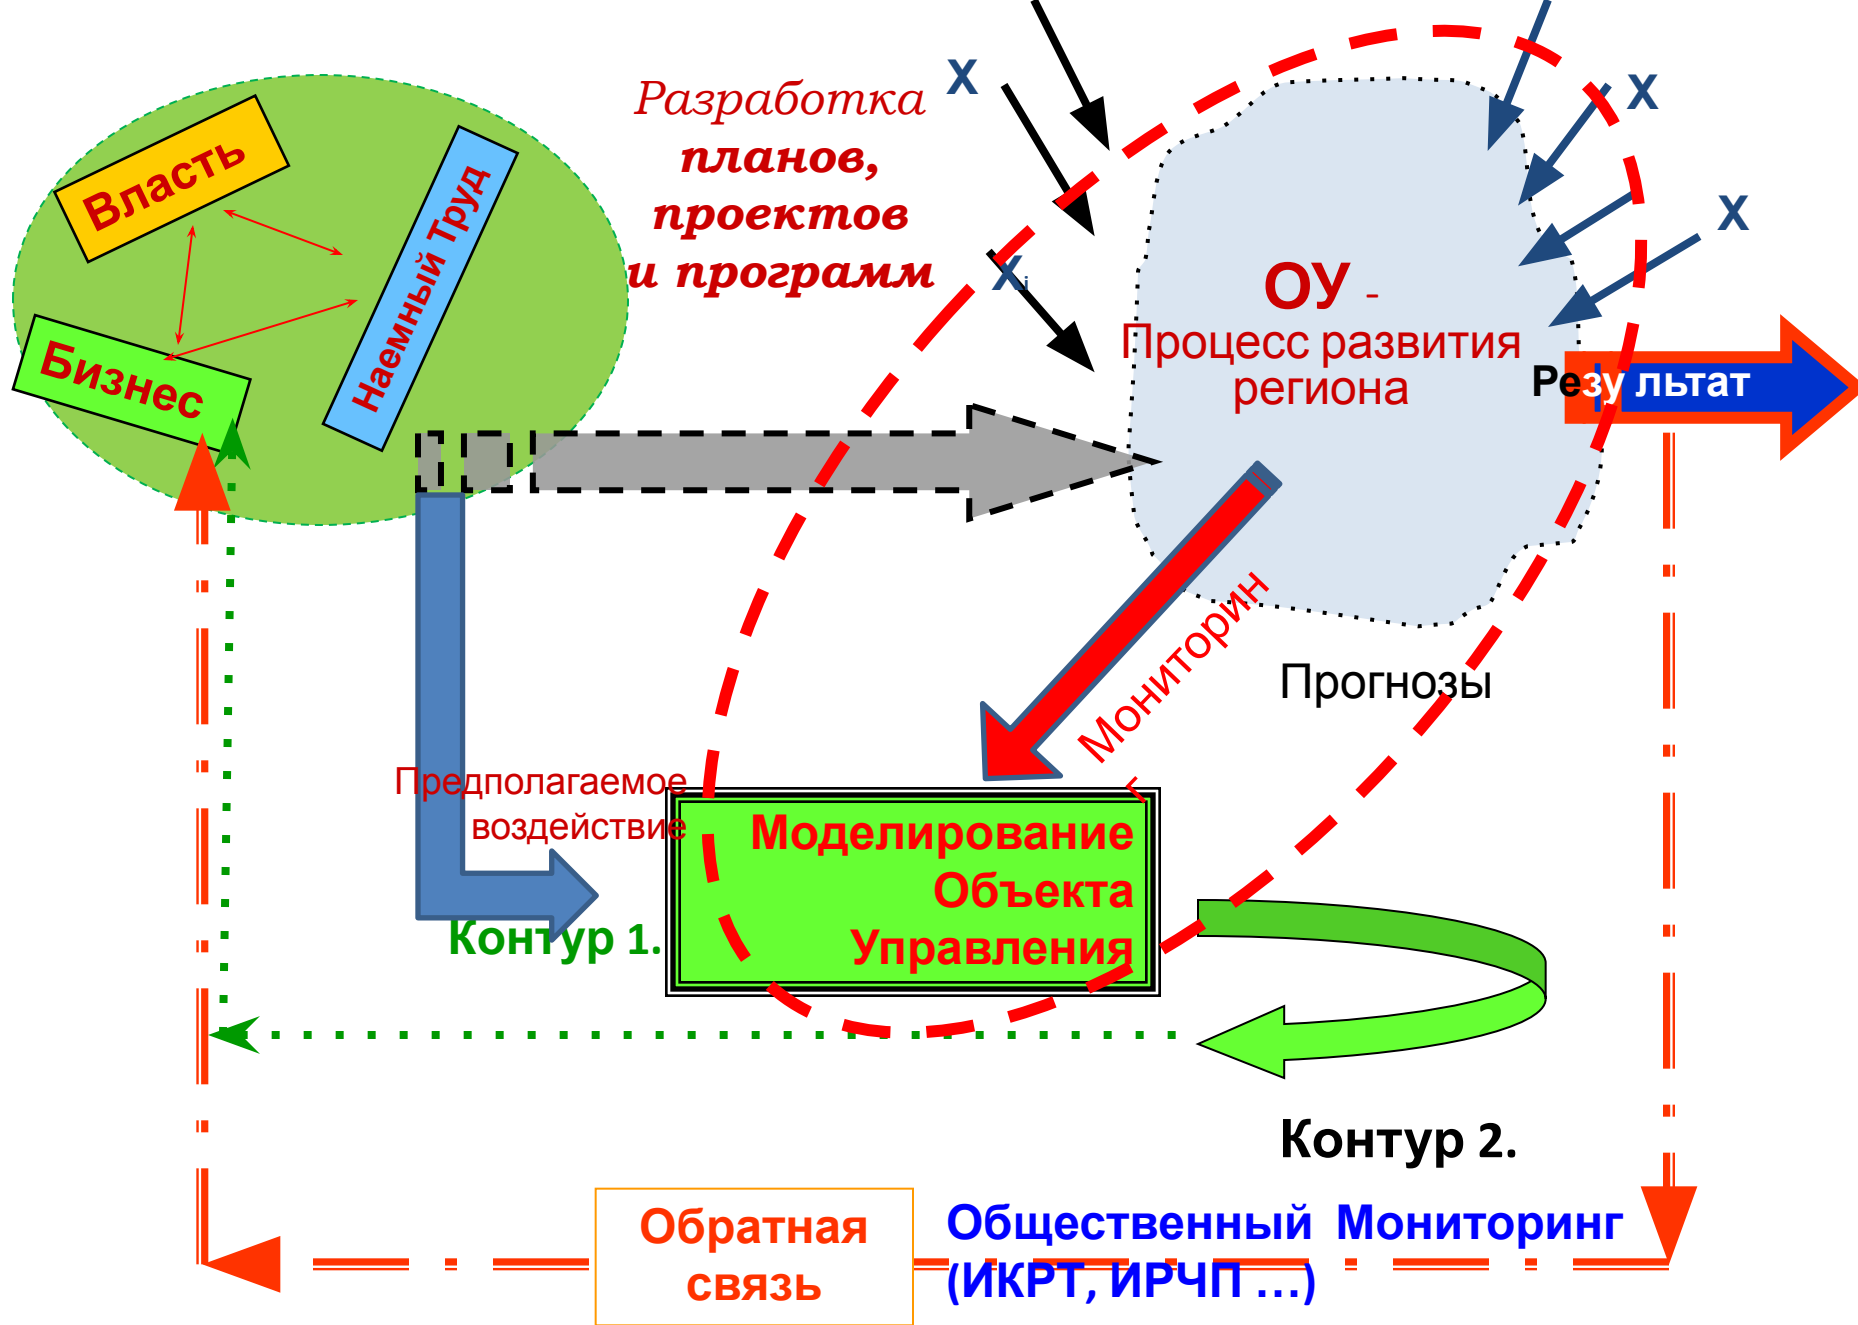 Власть
Наемный Труд
Бизнес
Разработка
планов,
проектов
и программ
X
X
X
Xi
ОУ -
Процесс развития
региона
Результат
Мониторин
г
Прогнозы
Предполагаемое
воздействие
Моделирование
Объекта
Управления
Контур 1.
Контур 2.
Обратная
связь
Общественный Мониторинг
(ИКРТ, ИРЧП ...)